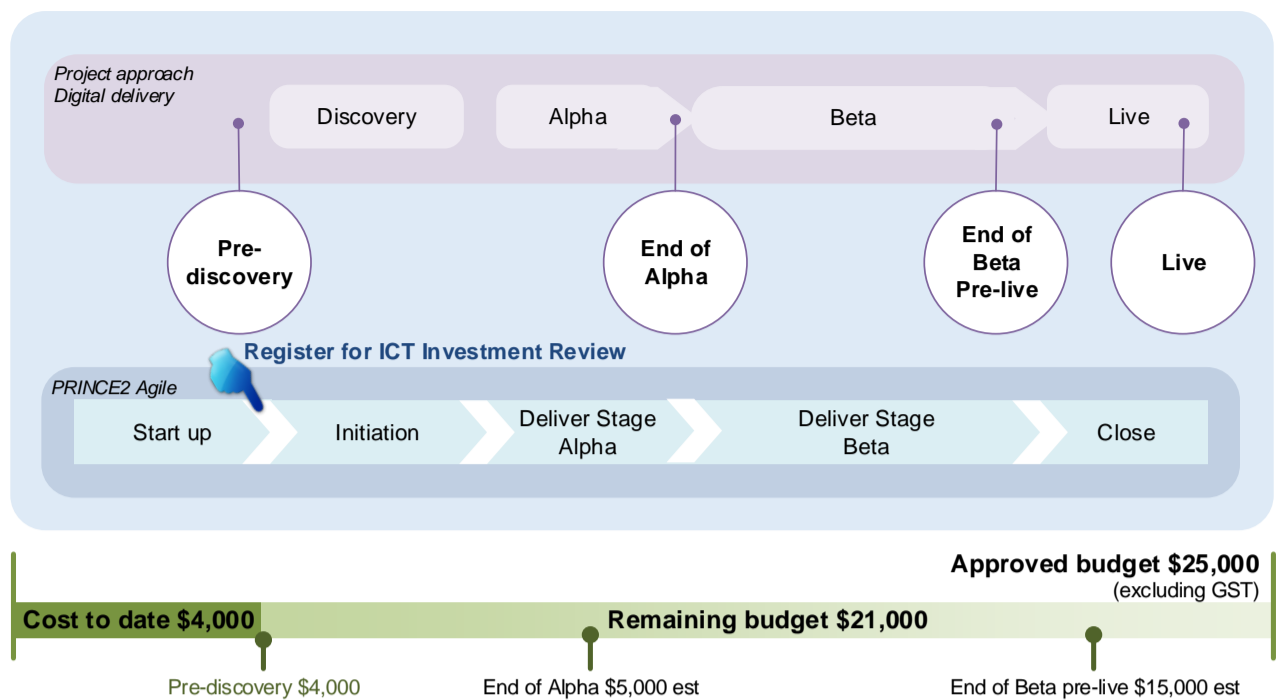 Project approach
Digital delivery
Discovery
Alpha
Beta
Live
Pre-
discovery
End of
Alpha
End of
Beta
Pre-live
Live
Register for ICT Investment Review
PRINCE2 Agile
Start up
Initiation
Deliver Stage
Alpha
Deliver Stage
Beta
Close
Approved budget $25,000
(excluding GST)
Cost to date $4,000
Remaining budget $21,000
Pre-discovery $4,000
End of Alpha $5,000 est
End of Beta pre-live $15,000 est